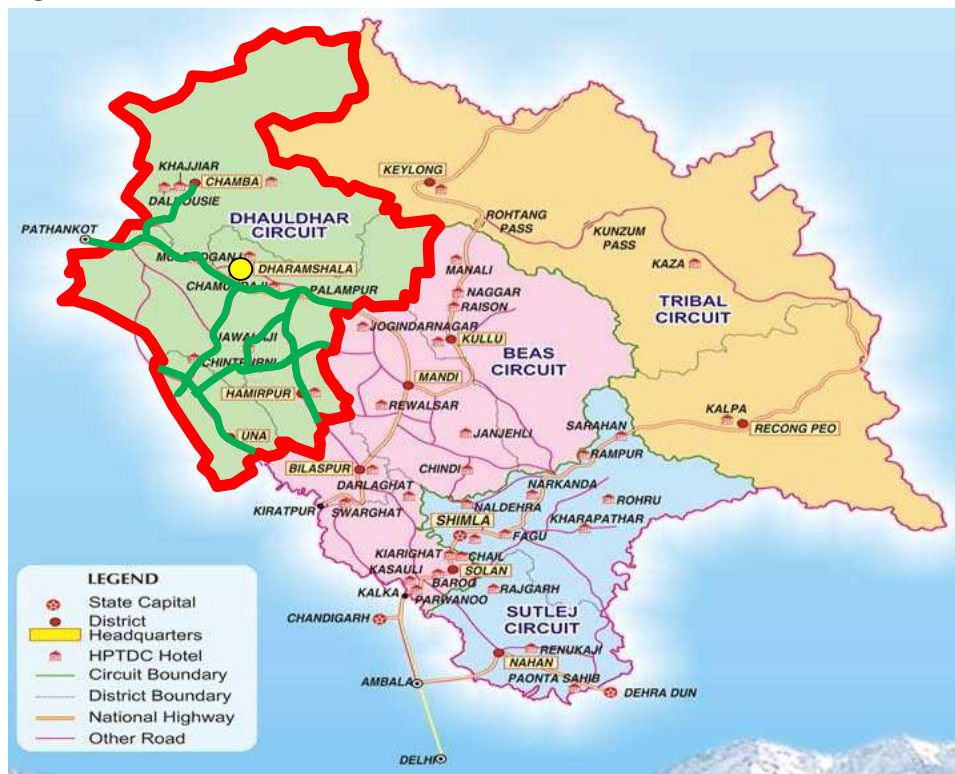 KHAJJIAR
CHAMBA
DALHOUSIE
KEYLONG
DHAULDHAR
CIRCUIT
PATHANKOT
ROHTANG
PASS
KUNZUM
PASS
DHARAMSHALA
MANALI
KAZA
PALAMPUR
NAGGAR
RAISON
TRIBAL
CIRCUIT
JOGINDARNAGAR
KULLU
BEAS
CIRCUIT
CHINTPURNI
MANDI
HAMIRPUR
REWALSAR
KALPA
RECONG PEO
SARAHAN
UNA
JANJEHLI
RAMPUR
BILASPUR
CHINDI
DARLAGHAT
NARKANDA
ROHRU
KIRATPUR
SWARGHAT
NALDEHRA
SHIMLA
KHARAPATHAR
FAGU
KIARIGHAT
CHAIL
KASAULI
SOLAN
BAROG
RAJGARH
KALKA
PARWANOO
CHANDIGARH
SUTLEJ
CIRCUIT
RENUKAJI
NAHAN
PAONTA SAHIB
AMBALA
DEHRA DUN
DELHI
LEGEND
State Capital
District
Headquarters
HPTDC Hotel
Circuit Boundary
District Boundary
National Highway
Other Road